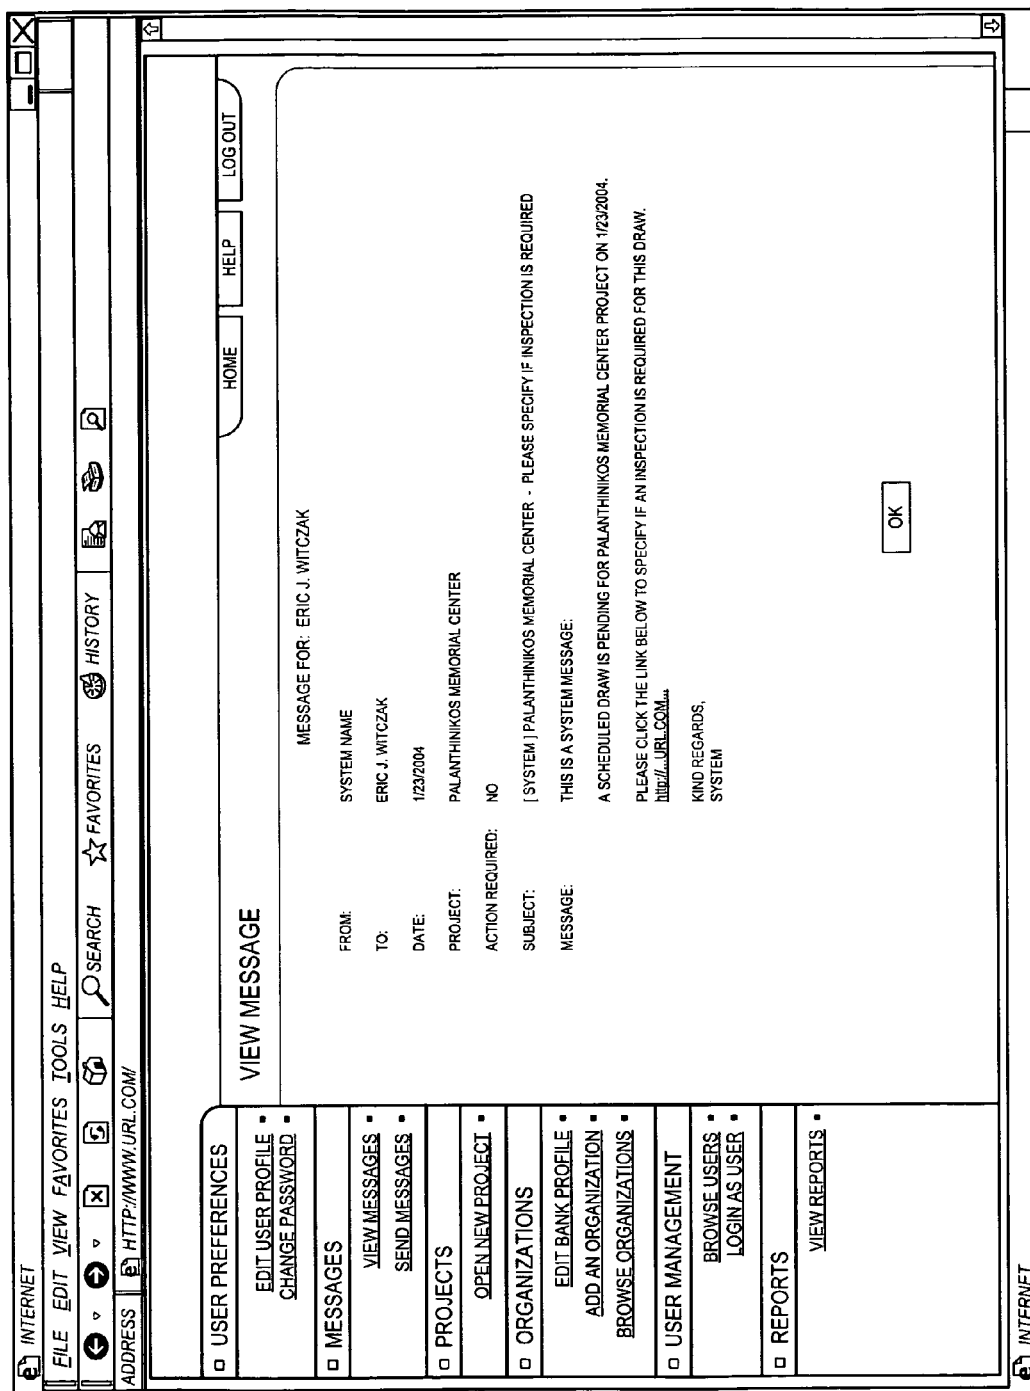 INTERNET
FILE EDIT VIEW FAVORITES TOOLS HELP
SEARCH FAVORITES HISTORY
ADDRESS HTTP://WWW.URL.COM/
HOME HELP LOG OUT
USER PREFERENCES
EDIT USER PROFILE
CHANGE PASSWORD
MESSAGES
VIEW MESSAGES
SEND MESSAGES
PROJECTS
OPEN NEW PROJECT
ORGANIZATIONS
EDIT BANK PROFILE
ADD AN ORGANIZATION
BROWSE ORGANIZATIONS
USER MANAGEMENT
BROWSE USERS
LOGIN AS USER
REPORTS
VIEW REPORTS
VIEW MESSAGE
MESSAGE FOR: ERIC J. WITCZAK
FROM: SYSTEM NAME
TO: ERIC J. WITCZAK
DATE: 1/23/2004
PROJECT: PALANTHINIKOS MEMORIAL CENTER
ACTION REQUIRED: NO
SUBJECT: [ SYSTEM ] PALANTHINIKOS MEMORIAL CENTER - PLEASE SPECIFY IF INSPECTION IS REQUIRED
MESSAGE: THIS IS A SYSTEM MESSAGE:
A SCHEDULED DRAW IS PENDING FOR PALANTHINIKOS MEMORIAL CENTER PROJECT ON 1/23/2004.
PLEASE CLICK THE LINK BELOW TO SPECIFY IF AN INSPECTION IS REQUIRED FOR THIS DRAW.
http://...URL.COM...
KIND REGARDS,
SYSTEM
OK
INTERNET